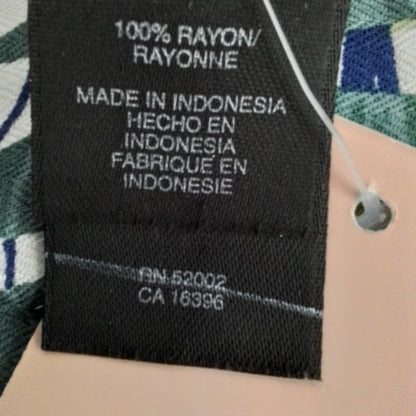 100% RAYON/
RAYONNE
MADE IN INDONESIA
HECHO EN
INDONESIA
FABRIQUE EN
INDONESIE
RN 52002
CA 16396